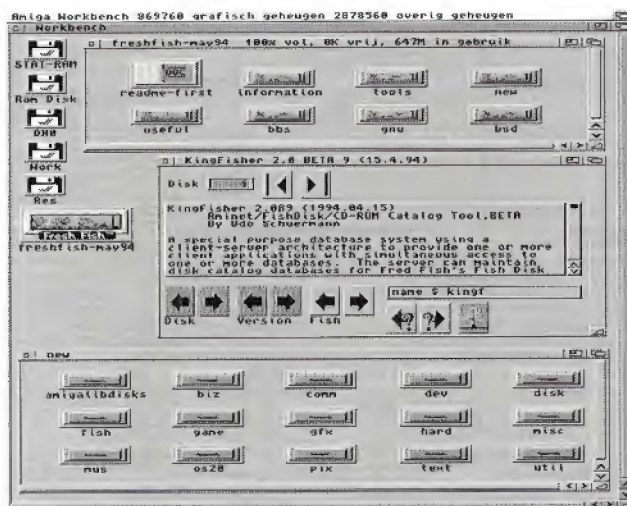 Amiga Workbench 869760 grafisch geheugen 2878560 overig geheugen
Workbench
STAT-RAM
Ram Disk
DH0
Work
Res
Fresh Fish
freshfish-may94
freshfish-may94 100% vol, 0K vrij, 647M in gebruik
DOC
readme-first information tools new
useful bbs gnu bud
KingFisher 2.0 BETA 9 (15.4.94)
Disk 4
KingFisher 2.0B9 (1994.04.15)
Aminet/FishDisk/CD-ROM Catalog Tool.BETA
By Udo Schuermann
A special purpose database system using a
client-server architecture to provide one or more
client applications with simultaneous access to
one or more databases. The server can maintain
disk catalog databases for Fred Fish's Fish Disk
Disk Version Fish
name $ kingf
new
amigalibdisks biz comm dev disk
fish game gfx hard misc
mus os20 pix text util